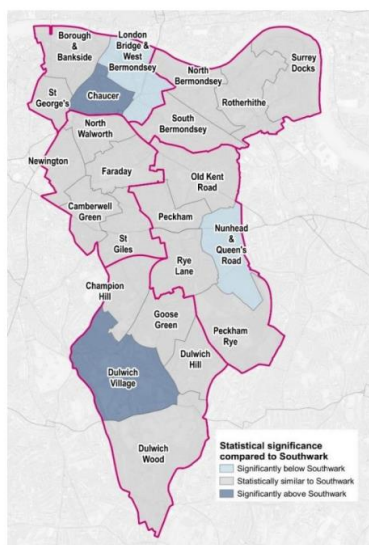 Borough
&
Bankside
London
Bridge &
West
Bermondsey
North
Bermondsey
Surrey
Docks
St
George's
Chaucer
Rotherhithe
South
Bermondsey
North
Walworth
Newington
Faraday
Old Kent
Road
Camberwell
Green
Peckham
St
Giles
Rye
Lane
Nunhead
&
Queen's
Road
Champion
Hill
Goose
Green
Peckham
Rye
Dulwich
Village
Dulwich
Hill
Dulwich
Wood
Statistical significance
compared to Southwark
Significantly below Southwark
Statistically similar to Southwark
Significantly above Southwark